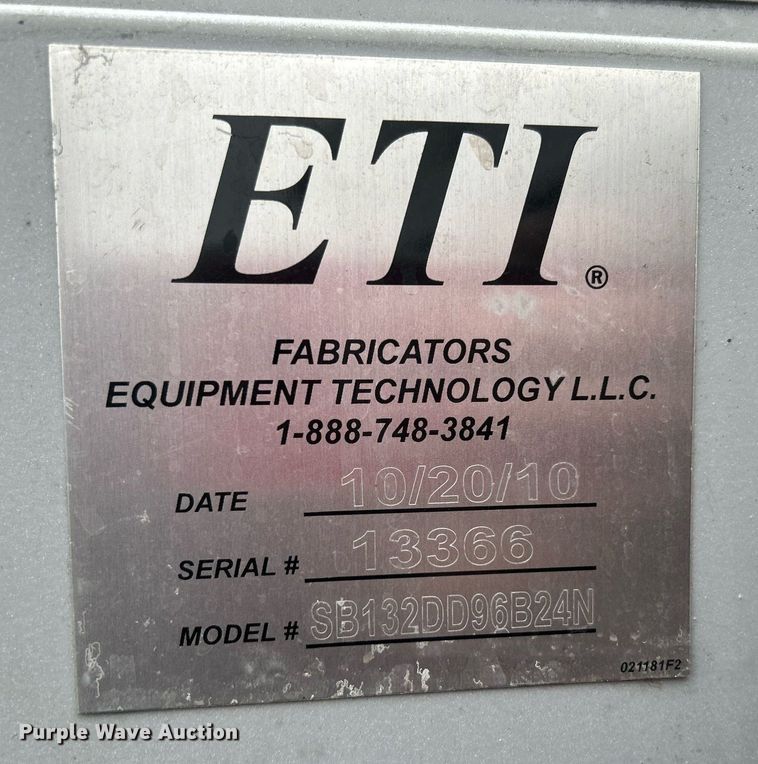 ETI®
FABRICATORS
EQUIPMENT TECHNOLOGY L.L.C.
1-888-748-3841
DATE 10/20/10
SERIAL # 13366
MODEL # SB132DD96B24N
021181F2
Purple Wave Auction